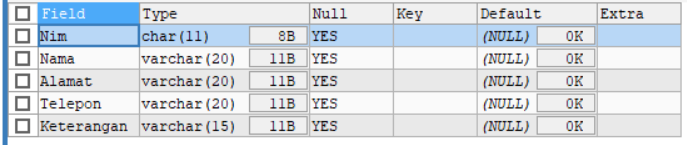 Field Type Null Key Default Extra
Nim char(11) 8B YES (NULL) 0K
Nama varchar(20) 11B YES (NULL) 0K
Alamat varchar(20) 11B YES (NULL) 0K
Telepon varchar(20) 11B YES (NULL) 0K
Keterangan varchar(15) 11B YES (NULL) 0K